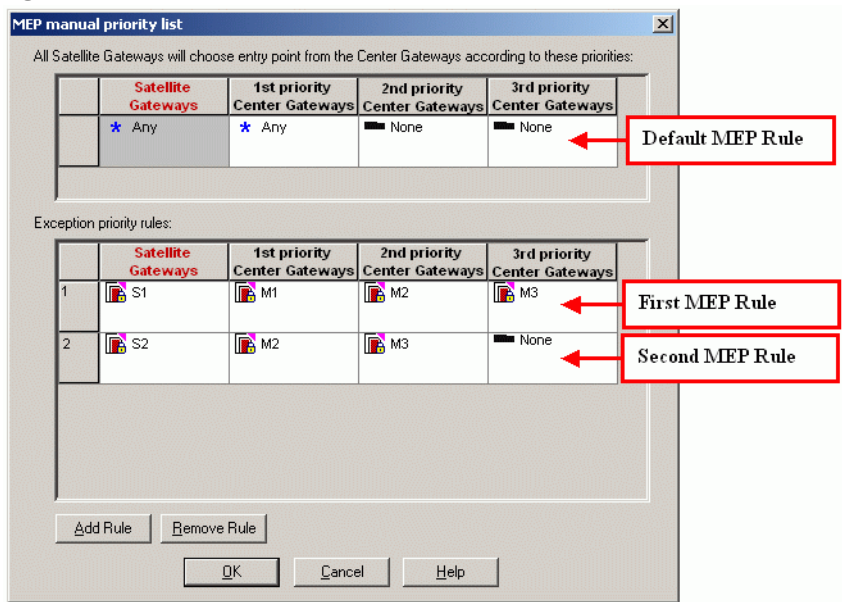 MEP manual priority list
All Satellite Gateways will choose entry point from the Center Gateways according to these priorities:
Satellite Gateways 1st priority Center Gateways 2nd priority Center Gateways 3rd priority Center Gateways
* Any * Any None None
Default MEP Rule
Exception priority rules:
Satellite Gateways 1st priority Center Gateways 2nd priority Center Gateways 3rd priority Center Gateways
1 S1 M1 M2 M3
First MEP Rule
2 S2 M2 M3 None
Second MEP Rule
Add Rule Remove Rule
OK Cancel Help